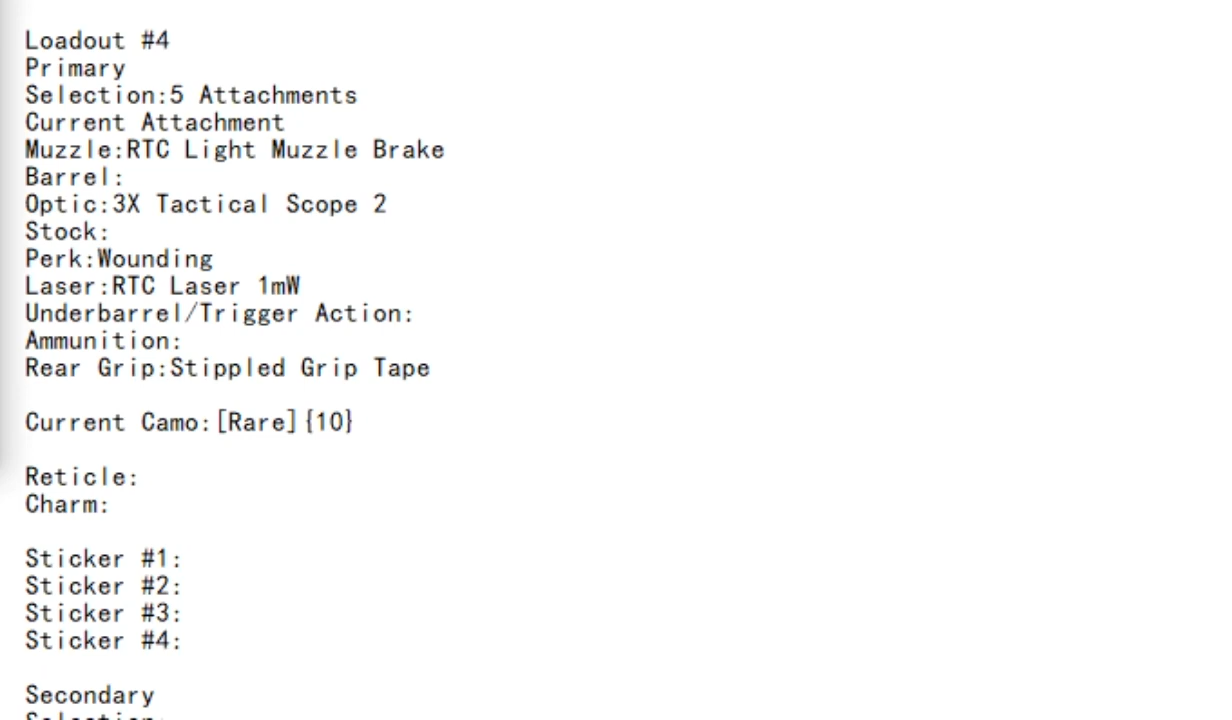 Loadout #4
Primary
Selection:5 Attachments
Current Attachment
Muzzle:RTC Light Muzzle Brake
Barrel:
Optic:3X Tactical Scope 2
Stock:
Perk:Wounding
Laser:RTC Laser 1mW
Underbarrel/Trigger Action:
Ammunition:
Rear Grip:Stippled Grip Tape
Current Camo:[Rare]{10}
Reticle:
Charm:
Sticker #1:
Sticker #2:
Sticker #3:
Sticker #4:
Secondary
Selection: